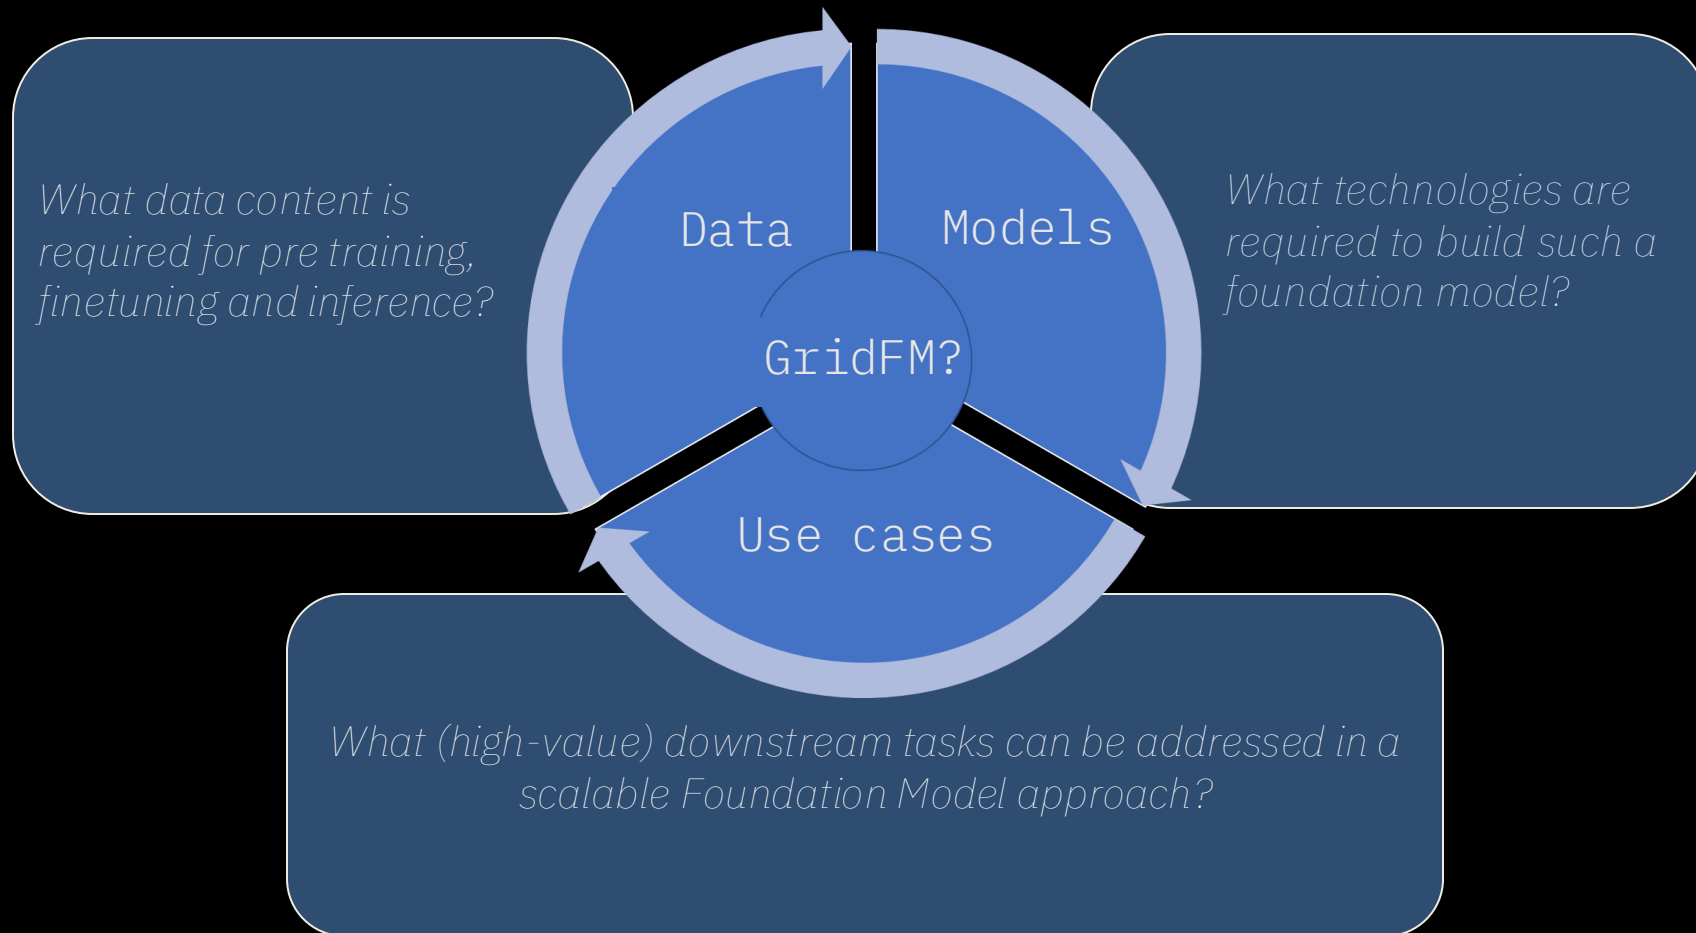 What data content is
required for pre training,
finetuning and inference?
Data
Models
GridFM?
Use cases
What technologies are
required to build such a
foundation model?
What (high-value) downstream tasks can be addressed in a
scalable Foundation Model approach?